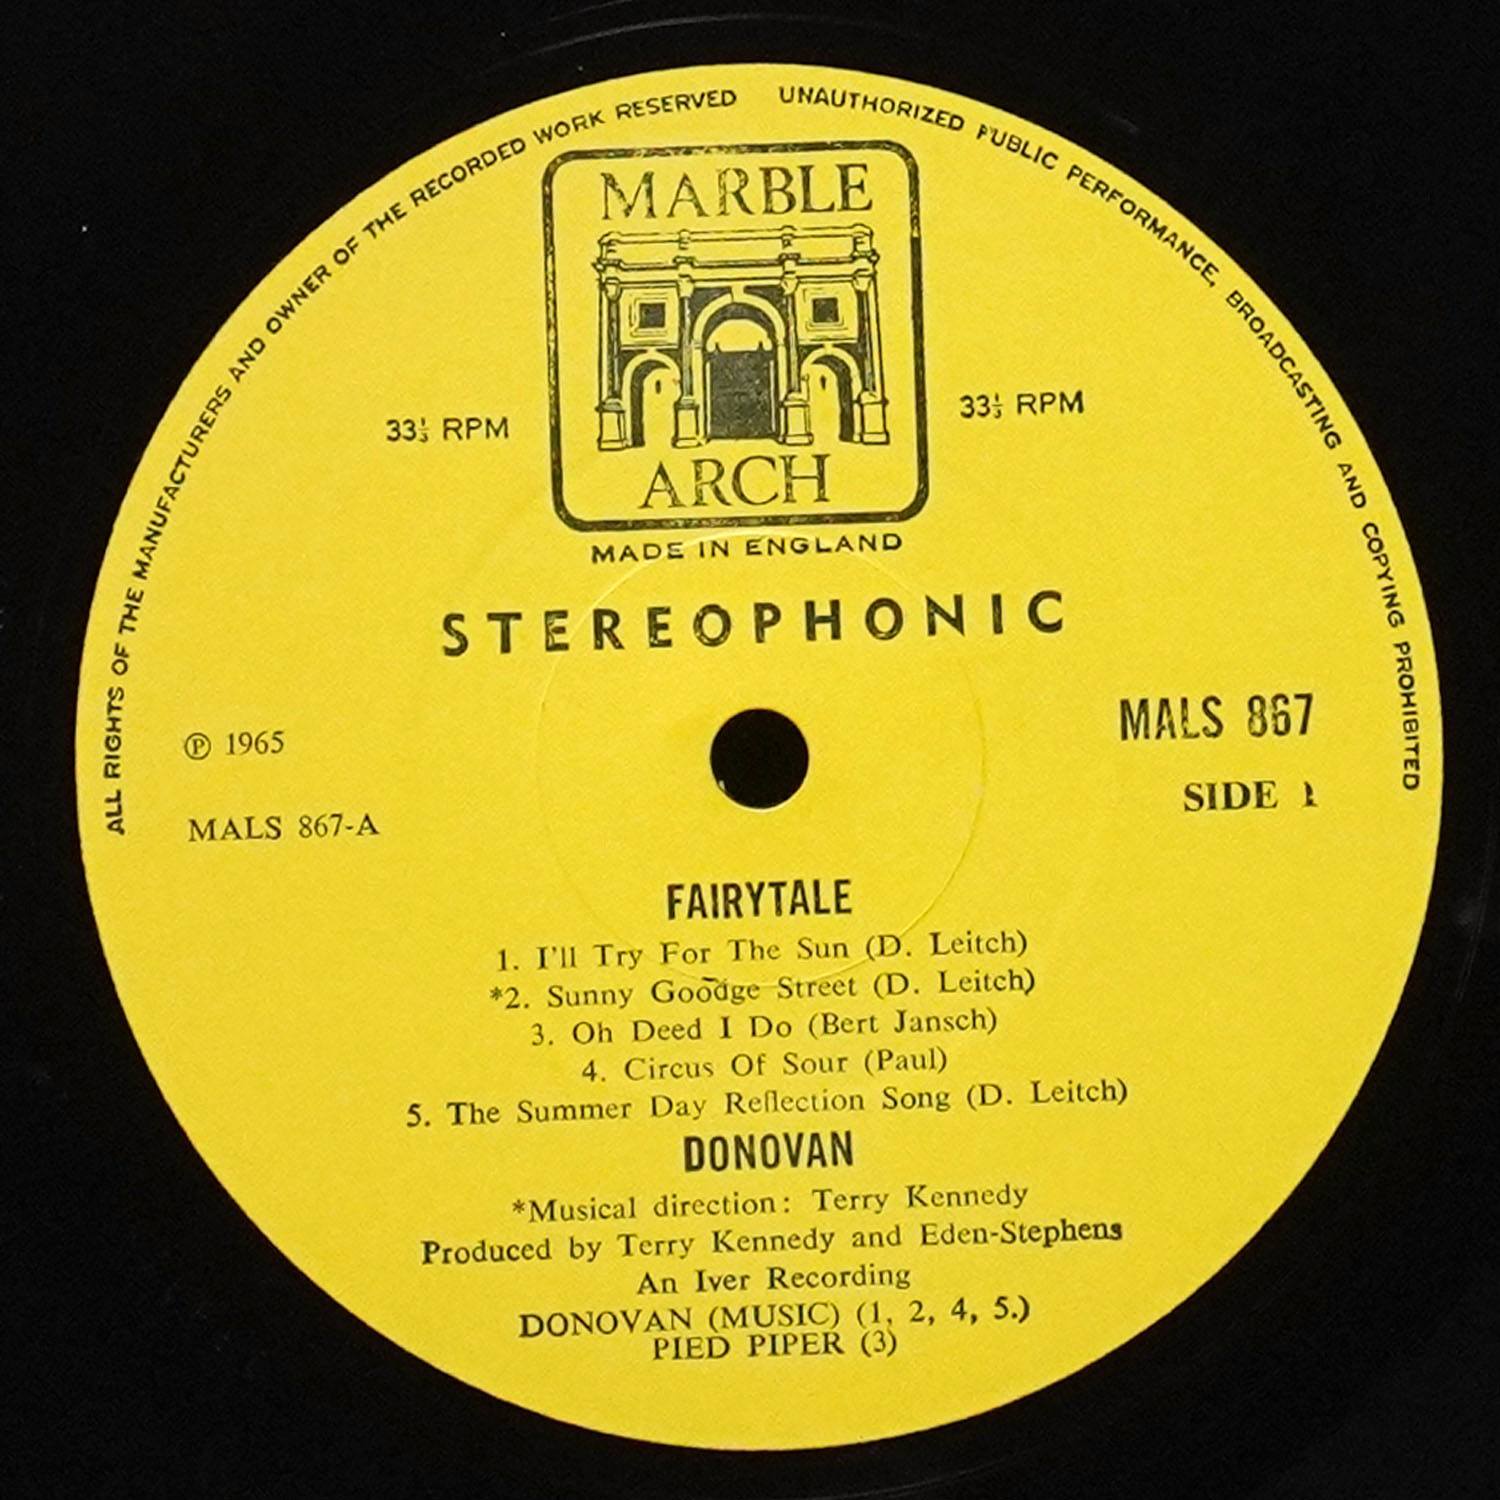 ALL RIGHTS OF THE MANUFACTURERS AND OWNER OF THE RECORDED WORK RESERVED UNAUTHORIZED PUBLIC PERFORMANCE, BROADCASTING AND COPYING PROHIBITED
MARBLE
ARCH
33⅓ RPM
33⅓ RPM
MADE IN ENGLAND
STEREOPHONIC
℗ 1965
MALS 867
MALS 867-A
SIDE 1
FAIRYTALE
1. I'll Try For The Sun (D. Leitch)
*2. Sunny Goodge Street (D. Leitch)
3. Oh Deed I Do (Bert Jansch)
4. Circus Of Sour (Paul)
5. The Summer Day Reflection Song (D. Leitch)
DONOVAN
*Musical direction: Terry Kennedy
Produced by Terry Kennedy and Eden-Stephens
An Iver Recording
DONOVAN (MUSIC) (1, 2, 4, 5.)
PIED PIPER (3)